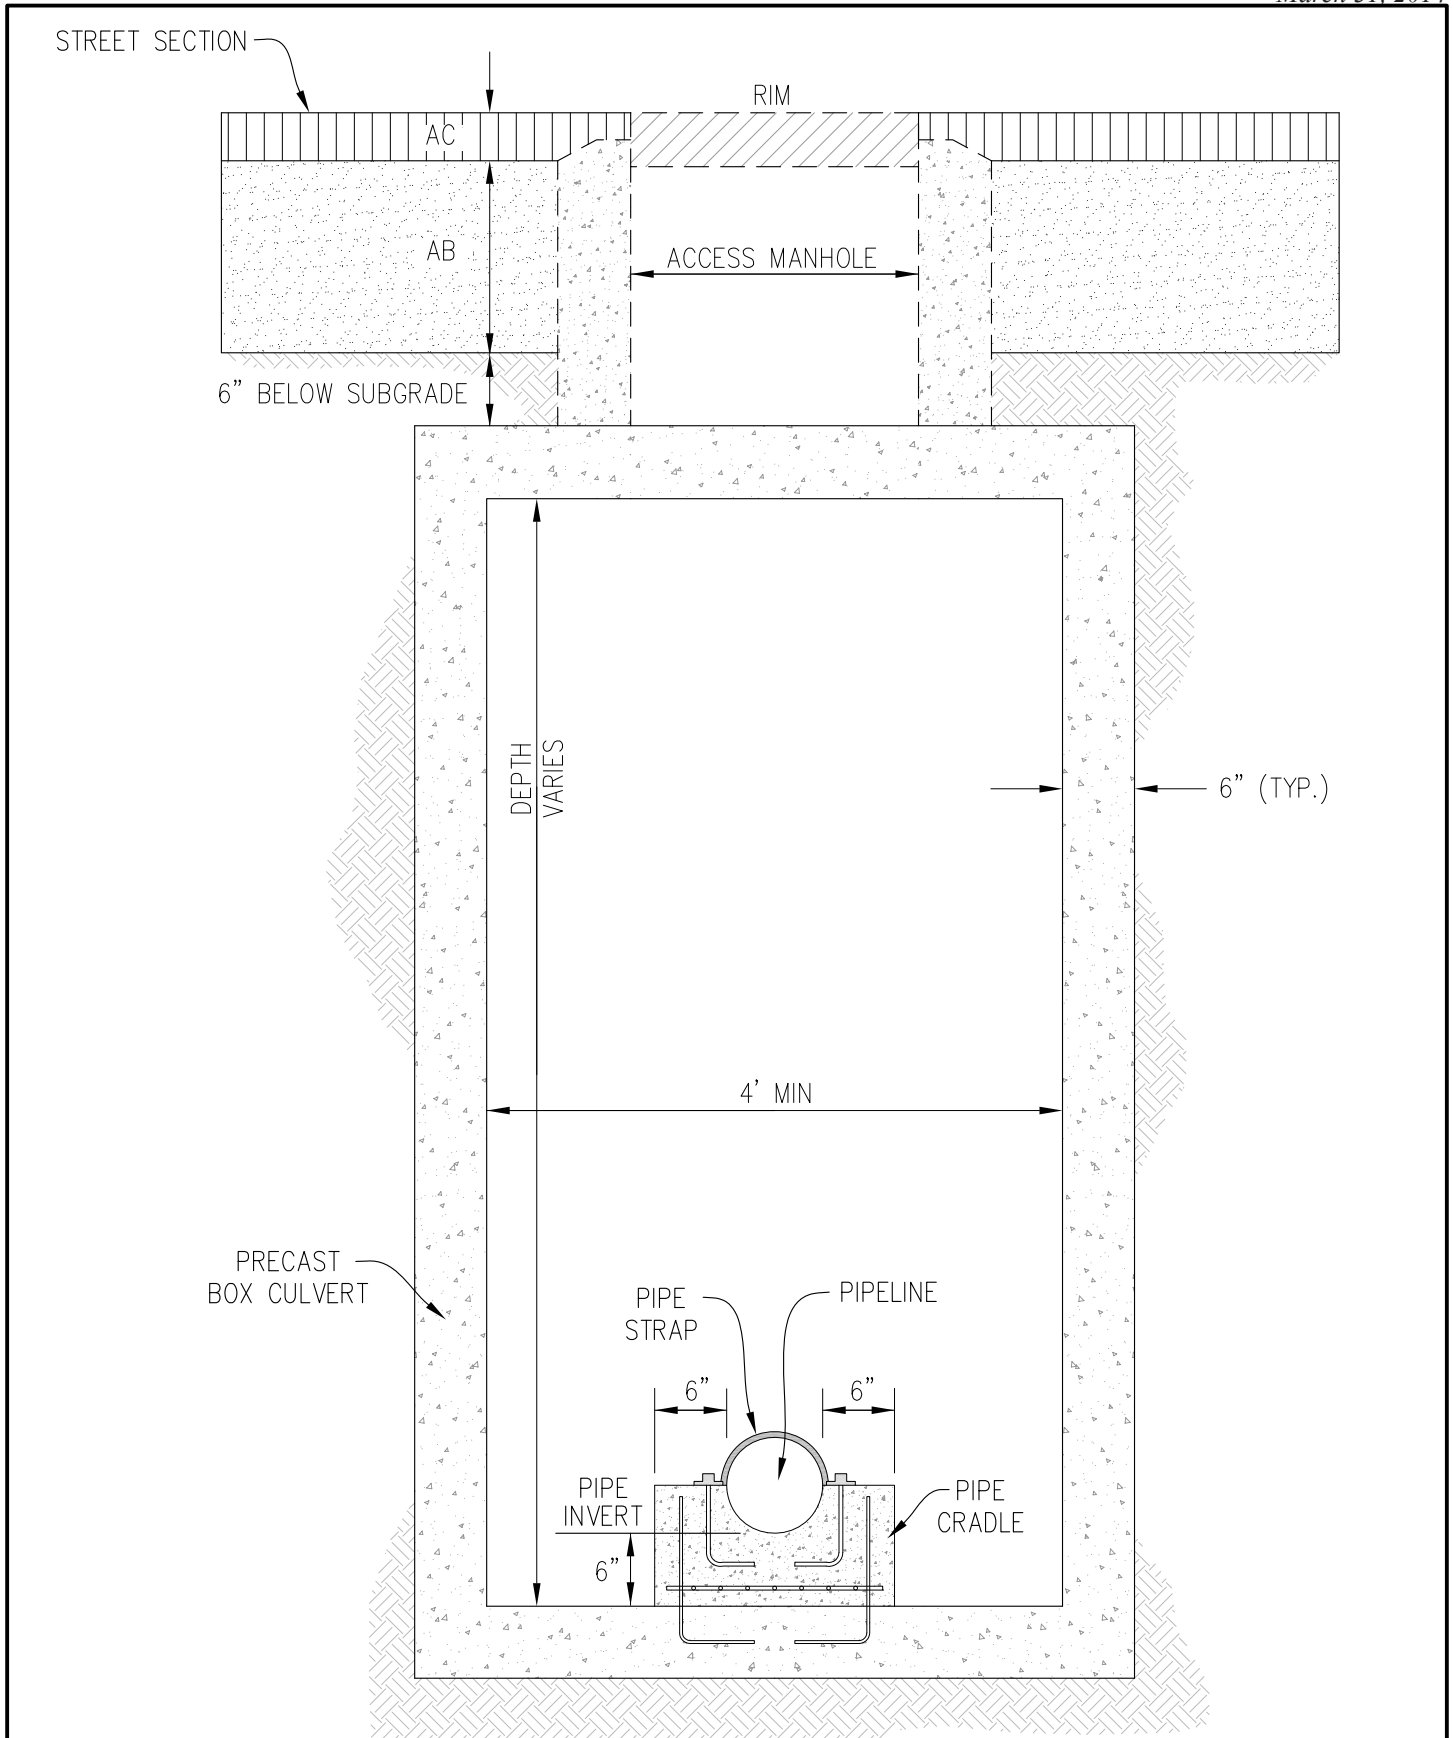 STREET SECTION
RIM
AC
ACCESS MANHOLE
AB
6” BELOW SUBGRADE
DEPTH
VARIES
6” (TYP.)
4’ MIN
PRECAST
BOX CULVERT
PIPE
STRAP
PIPELINE
6”
6”
PIPE
INVERT
PIPE
CRADLE
6”